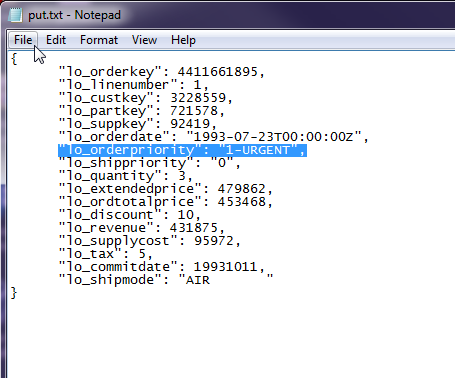 put.txt - Notepad
File Edit Format View Help
{
"lo_orderkey": 4411661895,
"lo_linenumber": 1,
"lo_custkey": 3228559,
"lo_partkey": 721578,
"lo_suppkey": 92419,
"lo_orderdate": "1993-07-23T00:00:00Z",
"lo_orderpriority": "1-URGENT",
"lo_shippriority": "0",
"lo_quantity": 3,
"lo_extendedprice": 479862,
"lo_ordtotalprice": 453468,
"lo_discount": 10,
"lo_revenue": 431875,
"lo_supplycost": 95972,
"lo_tax": 5,
"lo_commitdate": 19931011,
"lo_shipmode": "AIR       "
}